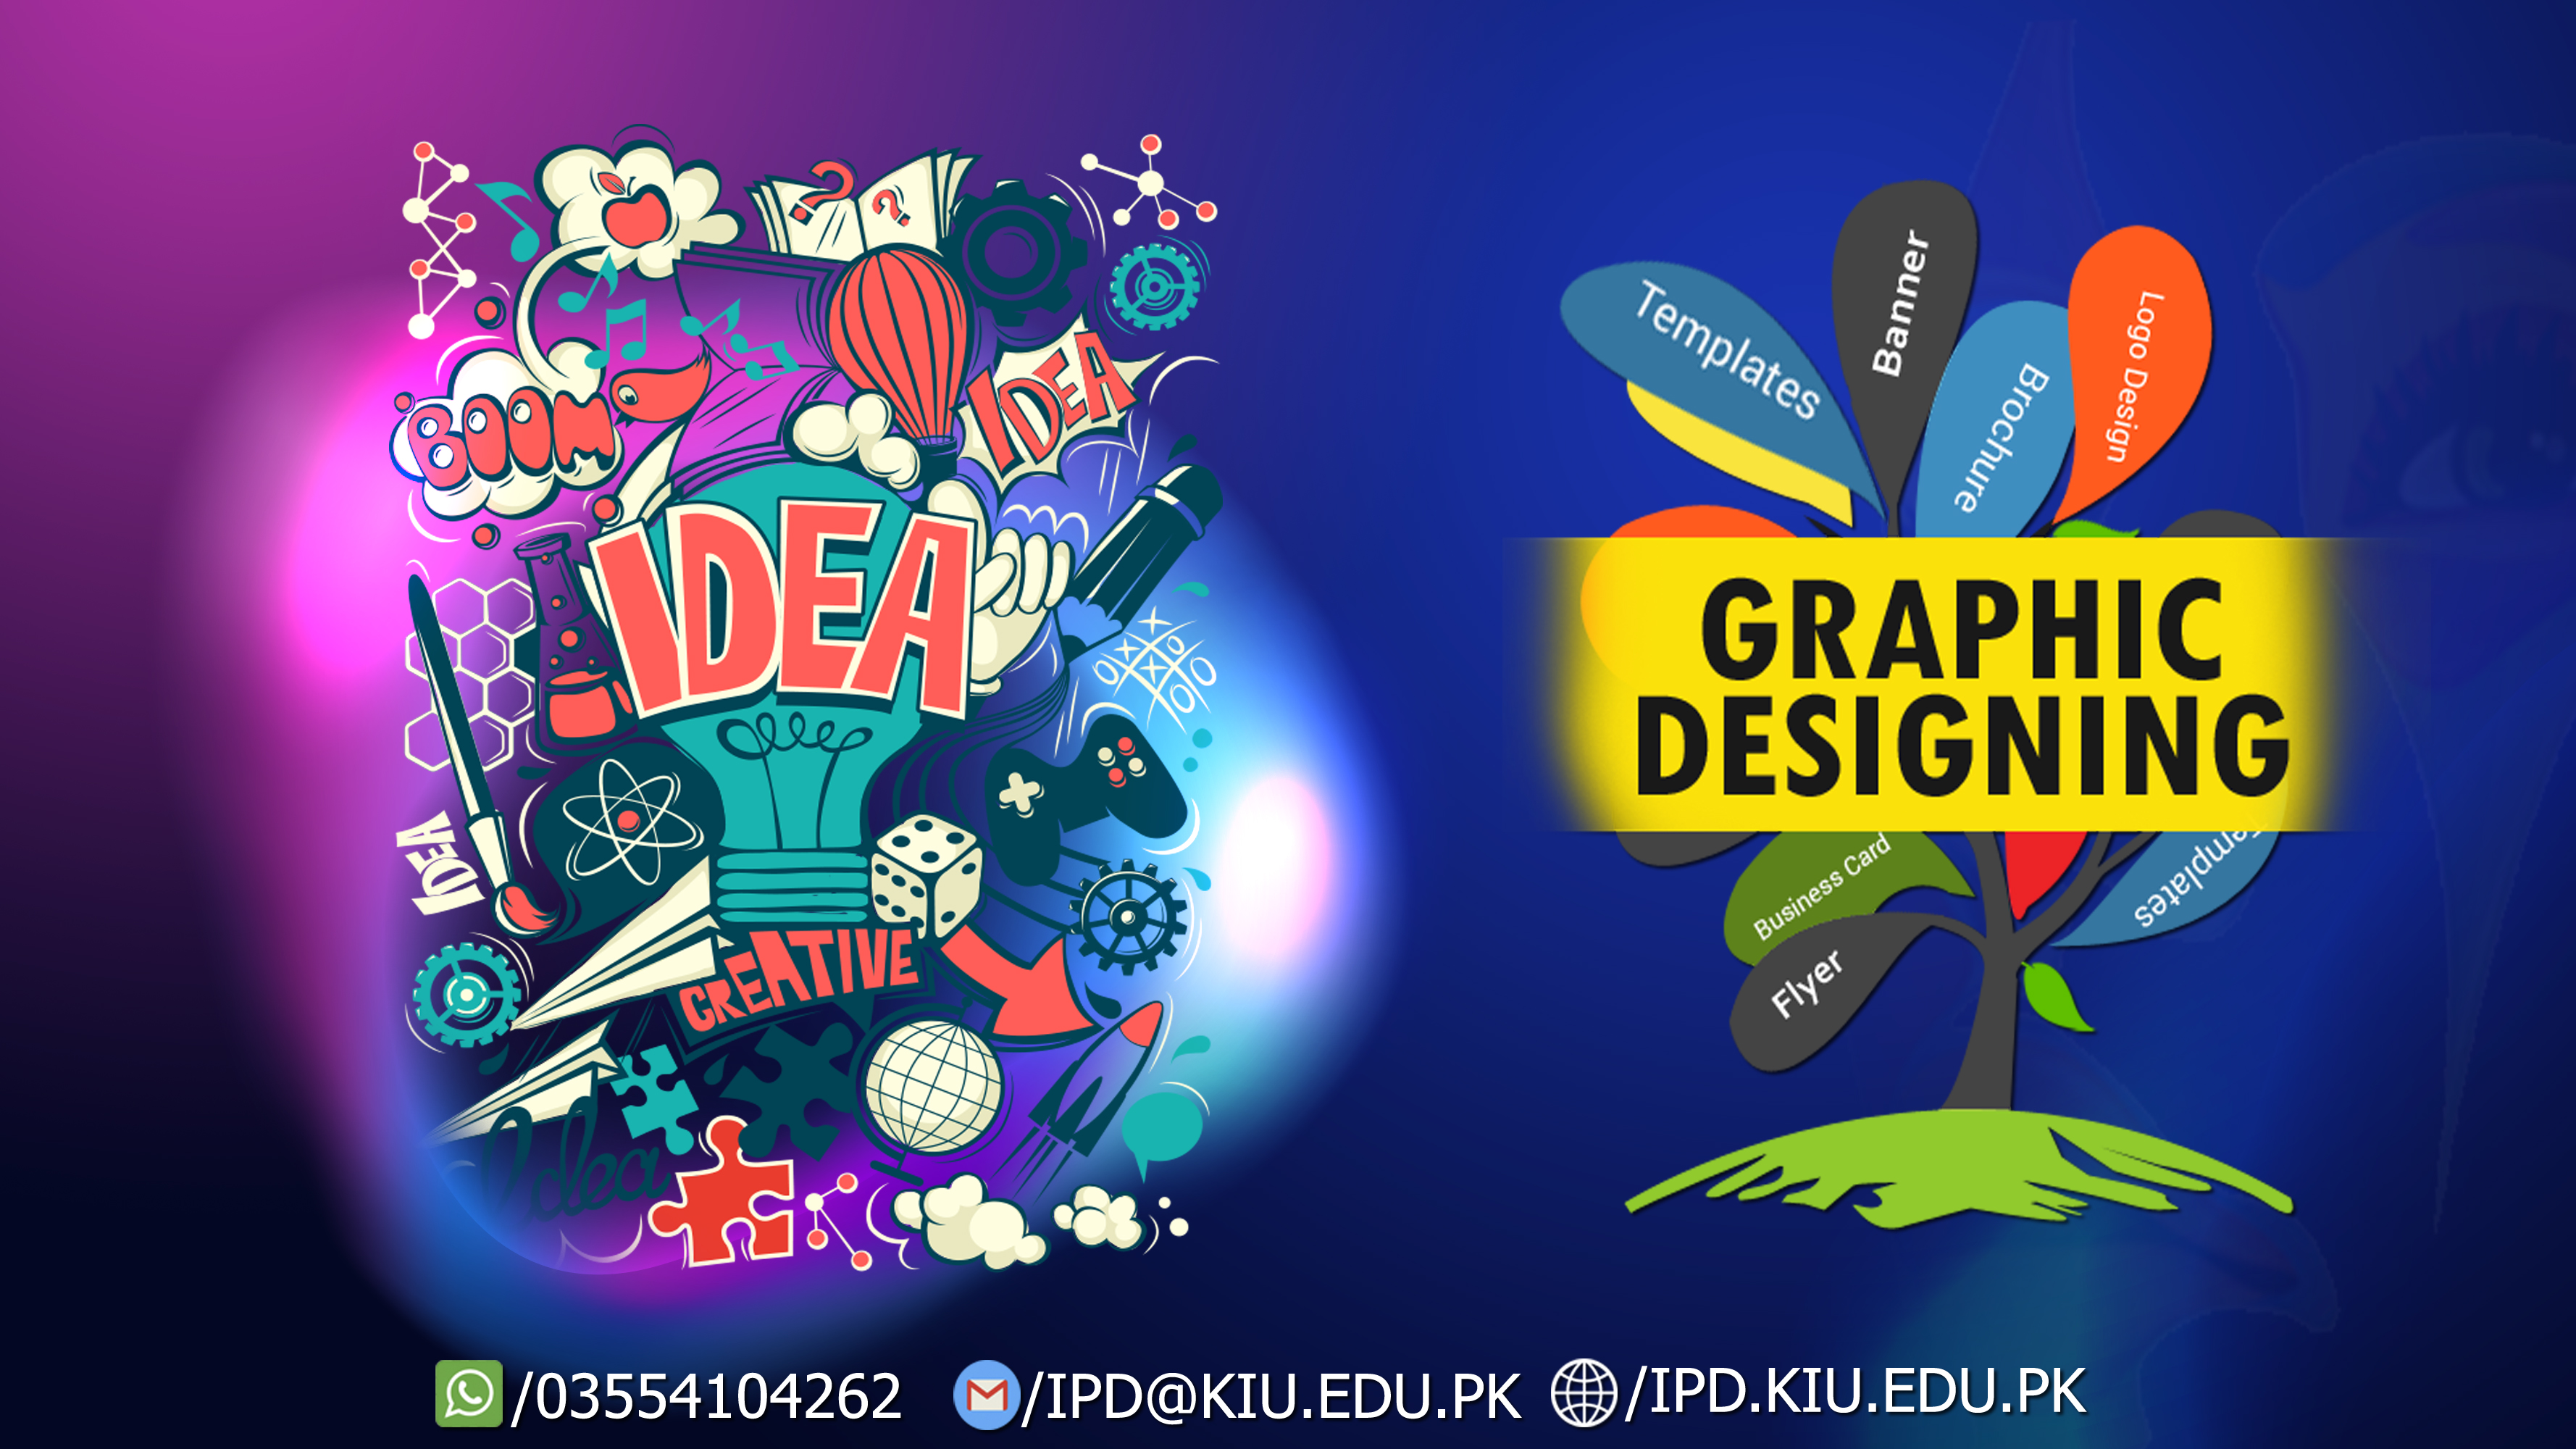 BOOM
IDEA
IDEA
IDEA
CREATIVE
Idea
Templates
Banner
Brochure
Logo Design
GRAPHIC
DESIGNING
Business Card
Templates
Flyer
/03554104262
/IPD@KIU.EDU.PK
/IPD.KIU.EDU.PK